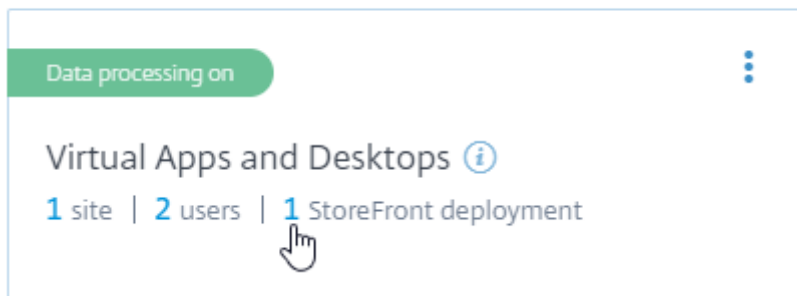 Data processing on
Virtual Apps and Desktops i
1 site | 2 users | 1 StoreFront deployment